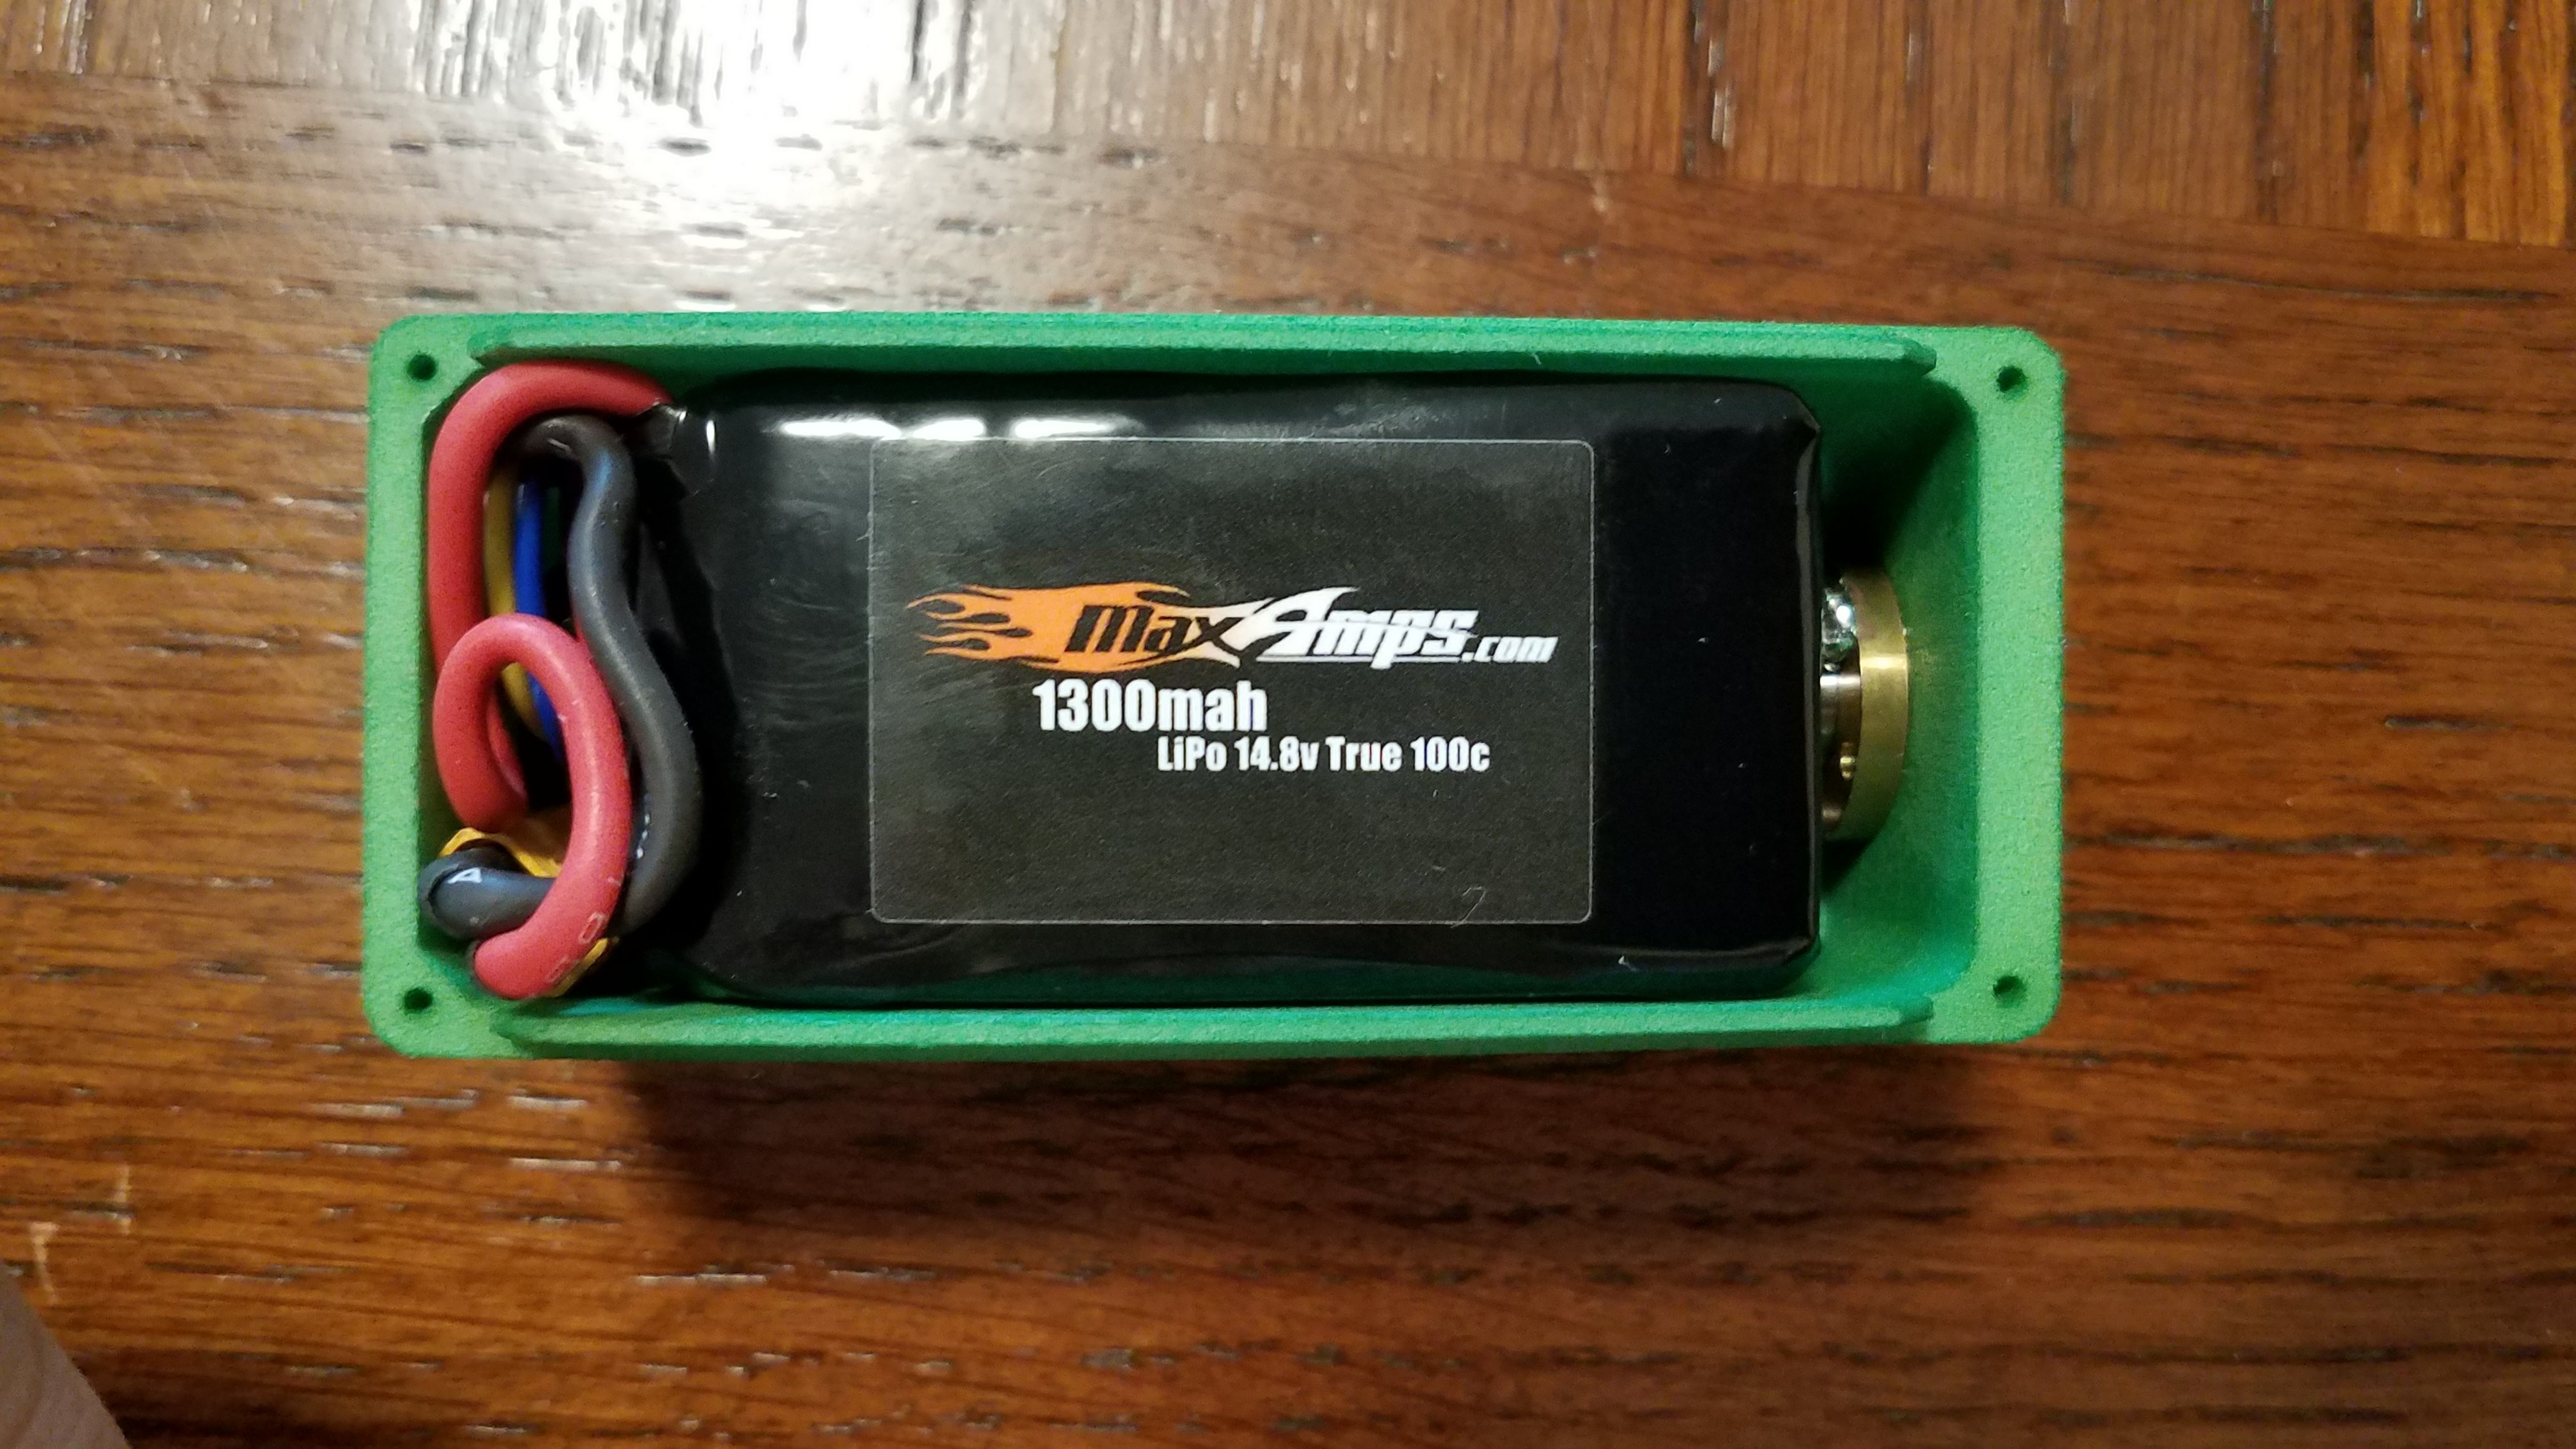 MaxAmps.com
1300mah
LiPo 14.8v True 100c